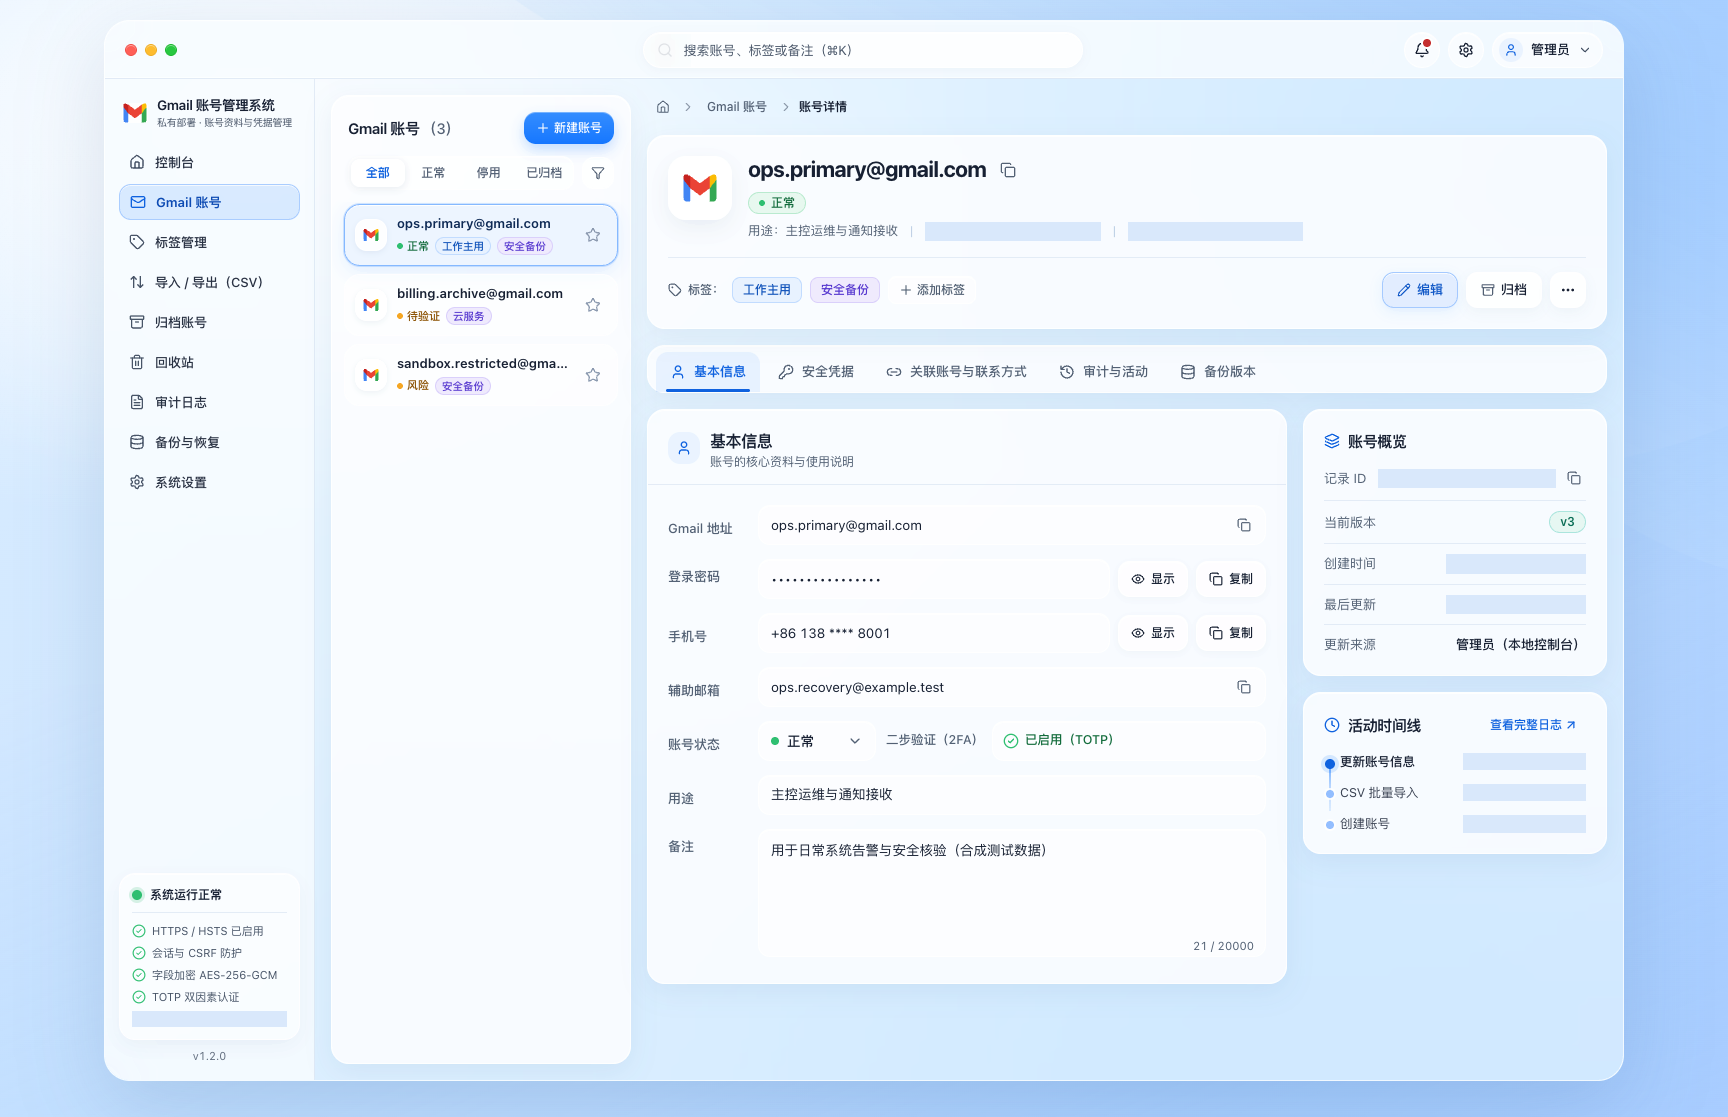 搜索账号、标签或备注（⌘K）
管理员
Gmail 账号管理系统
私有部署 · 账号资料与凭据管理
控制台
Gmail 账号
标签管理
导入 / 导出（CSV）
归档账号
回收站
审计日志
备份与恢复
系统设置
系统运行正常
HTTPS / HSTS 已启用
会话与 CSRF 防护
字段加密 AES-256-GCM
TOTP 双因素认证
v1.2.0
Gmail 账号 （3）
新建账号
全部 正常 停用 已归档
ops.primary@gmail.com
正常 工作主用 安全备份
billing.archive@gmail.com
待验证 云服务
sandbox.restricted@gma...
风险 安全备份
Gmail 账号 账号详情
ops.primary@gmail.com
正常
用途：主控运维与通知接收
标签： 工作主用 安全备份 添加标签
编辑 归档
基本信息 安全凭据 关联账号与联系方式 审计与活动 备份版本
基本信息
账号的核心资料与使用说明
Gmail 地址 ops.primary@gmail.com
登录密码 •••••••••••••••• 显示 复制
手机号 +86 138 **** 8001 显示 复制
辅助邮箱 ops.recovery@example.test
账号状态 正常 二步验证（2FA） 已启用（TOTP）
用途 主控运维与通知接收
备注 用于日常系统告警与安全核验（合成测试数据）
21 / 20000
账号概览
记录 ID
当前版本 v3
创建时间
最后更新
更新来源 管理员（本地控制台）
活动时间线 查看完整日志
更新账号信息
CSV 批量导入
创建账号